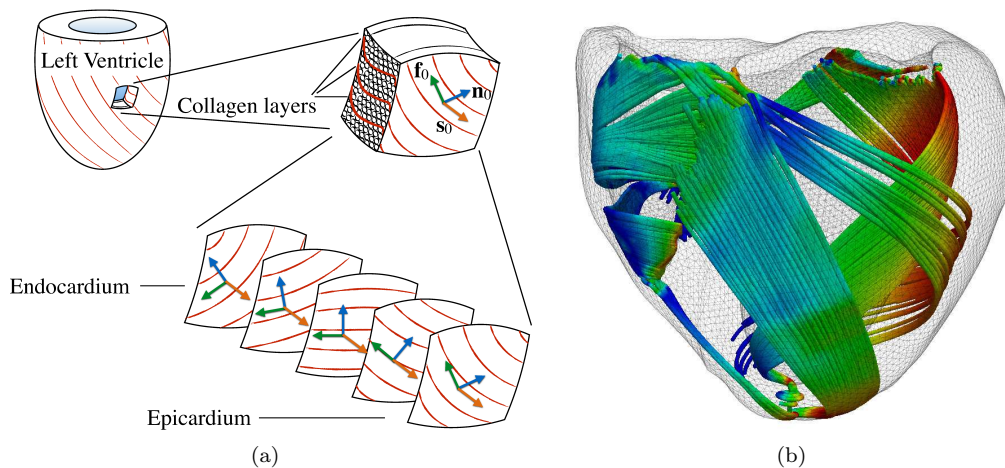 Left Ventricle
Collagen layers
f₀
n₀
s₀
Endocardium
Epicardium
(a)
(b)